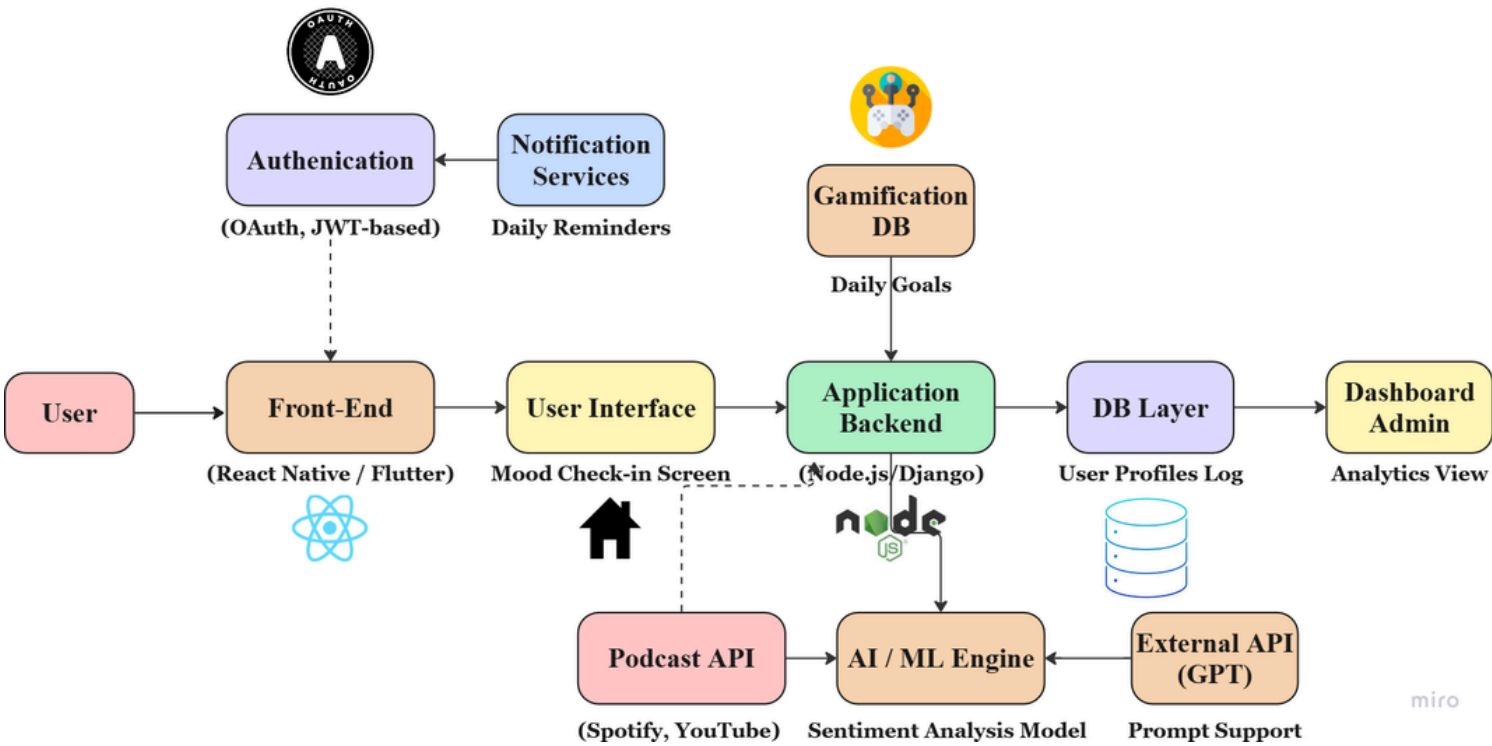 OAUTH
A
OAUTH
Authenication
(OAuth, JWT-based)
Notification
Services
Daily Reminders
Gamification
DB
Daily Goals
User
Front-End
(React Native / Flutter)
User Interface
Mood Check-in Screen
Application
Backend
(Node.js/Django)
node
JS
DB Layer
User Profiles Log
Dashboard
Admin
Analytics View
Podcast API
(Spotify, YouTube)
AI / ML Engine
Sentiment Analysis Model
External API
(GPT)
Prompt Support
miro